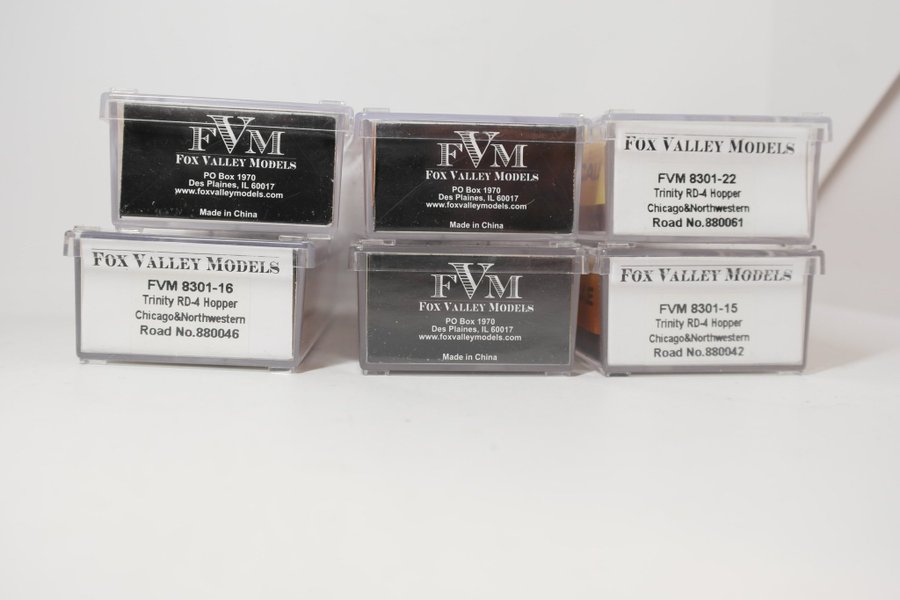 FVM
FOX VALLEY MODELS
PO Box 1970
Des Plaines, IL 60017
www.foxvalleymodels.com
Made in China
FVM
FOX VALLEY MODELS
PO Box 1970
Des Plaines, IL 60017
www.foxvalleymodels.com
Made in China
FOX VALLEY MODELS
FVM 8301-22
Trinity RD-4 Hopper
Chicago&Northwestern
Road No.880061
FOX VALLEY MODELS
FVM 8301-16
Trinity RD-4 Hopper
Chicago&Northwestern
Road No.880046
FVM
FOX VALLEY MODELS
PO Box 1970
Des Plaines, IL 60017
www.foxvalleymodels.com
Made in China
FOX VALLEY MODELS
FVM 8301-15
Trinity RD-4 Hopper
Chicago&Northwestern
Road No.880042